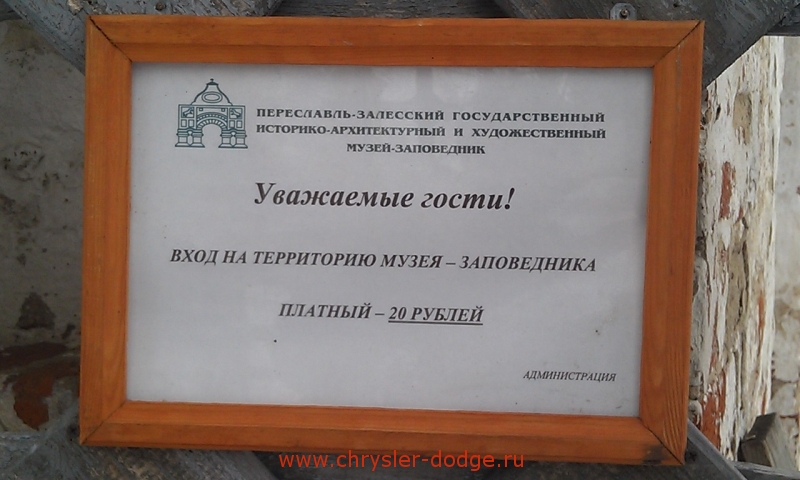 ПЕРЕСЛАВЛЬ-ЗАЛЕССКИЙ ГОСУДАРСТВЕННЫЙ
ИСТОРИКО-АРХИТЕКТУРНЫЙ И ХУДОЖЕСТВЕННЫЙ
МУЗЕЙ-ЗАПОВЕДНИК
Уважаемые гости!
ВХОД НА ТЕРРИТОРИЮ МУЗЕЯ – ЗАПОВЕДНИКА
ПЛАТНЫЙ – 20 РУБЛЕЙ
АДМИНИСТРАЦИЯ
www.chrysler-dodge.ru